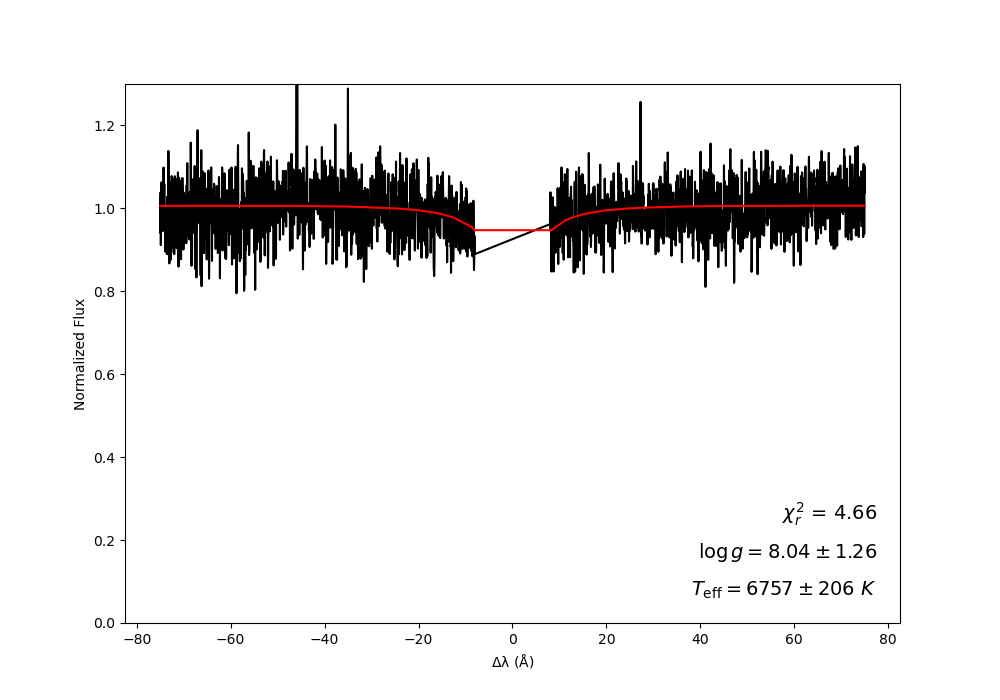 1.2
1.0
0.8
0.6
0.4
0.2
0.0
Normalized Flux
χ²ᵣ = 4.66
log g = 8.04 ± 1.26
T_eff = 6757 ± 206 K
−80 −60 −40 −20 0 20 40 60 80
Δλ (Å)